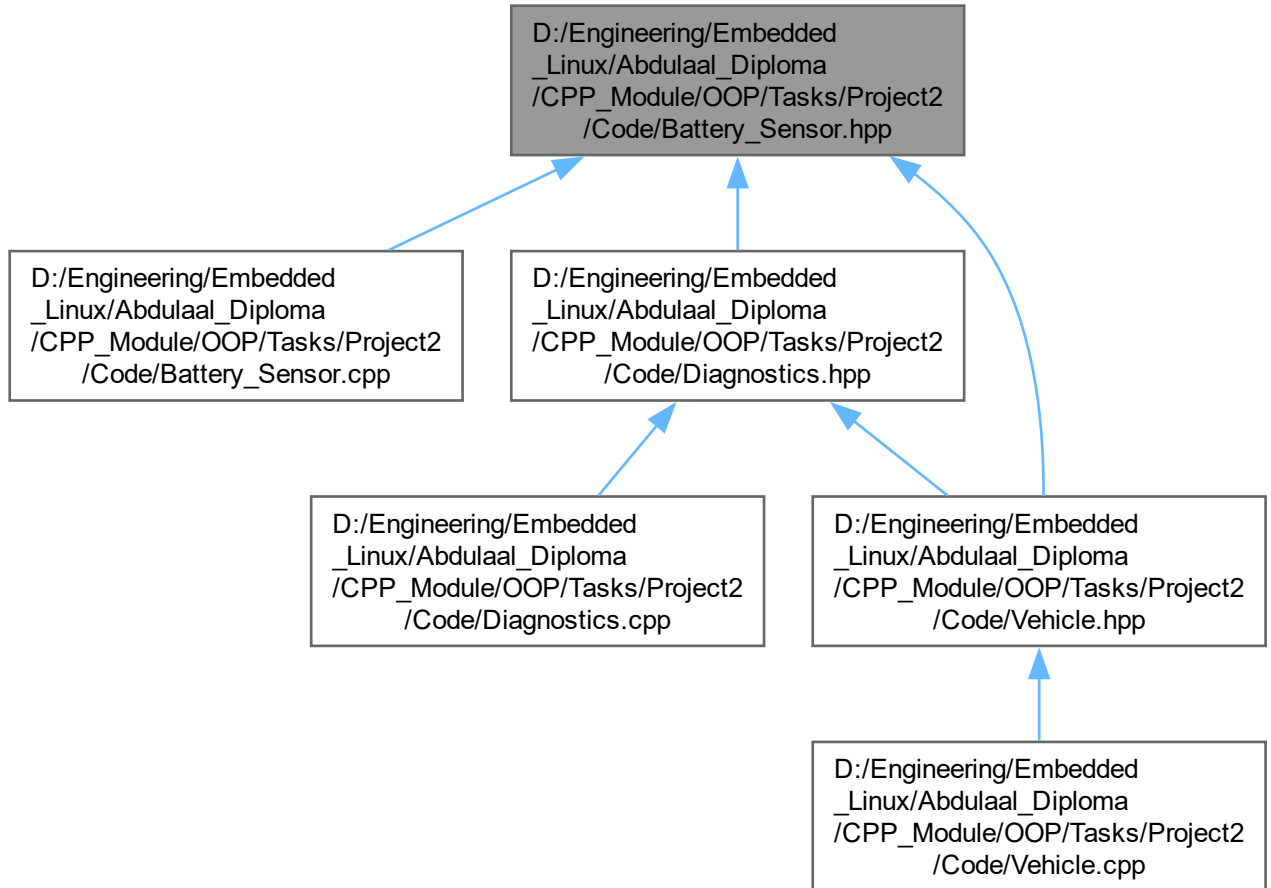 D:/Engineering/Embedded
_Linux/Abdulaal_Diploma
/CPP_Module/OOP/Tasks/Project2
/Code/Battery_Sensor.hpp
D:/Engineering/Embedded
_Linux/Abdulaal_Diploma
/CPP_Module/OOP/Tasks/Project2
/Code/Battery_Sensor.cpp
D:/Engineering/Embedded
_Linux/Abdulaal_Diploma
/CPP_Module/OOP/Tasks/Project2
/Code/Diagnostics.hpp
D:/Engineering/Embedded
_Linux/Abdulaal_Diploma
/CPP_Module/OOP/Tasks/Project2
/Code/Diagnostics.cpp
D:/Engineering/Embedded
_Linux/Abdulaal_Diploma
/CPP_Module/OOP/Tasks/Project2
/Code/Vehicle.hpp
D:/Engineering/Embedded
_Linux/Abdulaal_Diploma
/CPP_Module/OOP/Tasks/Project2
/Code/Vehicle.cpp